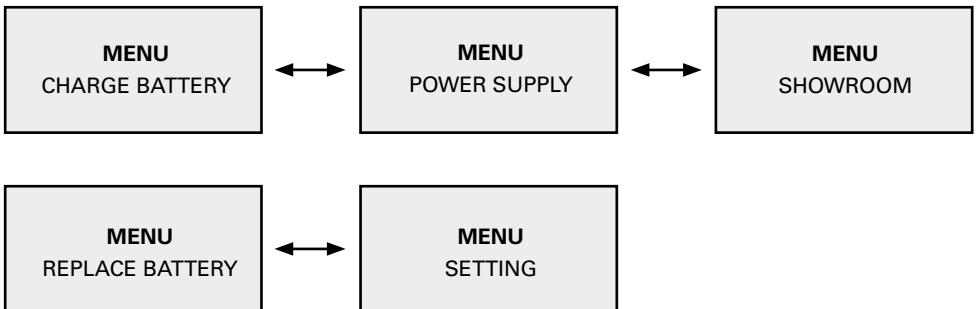 MENU
CHARGE BATTERY
MENU
POWER SUPPLY
MENU
SHOWROOM
MENU
REPLACE BATTERY
MENU
SETTING